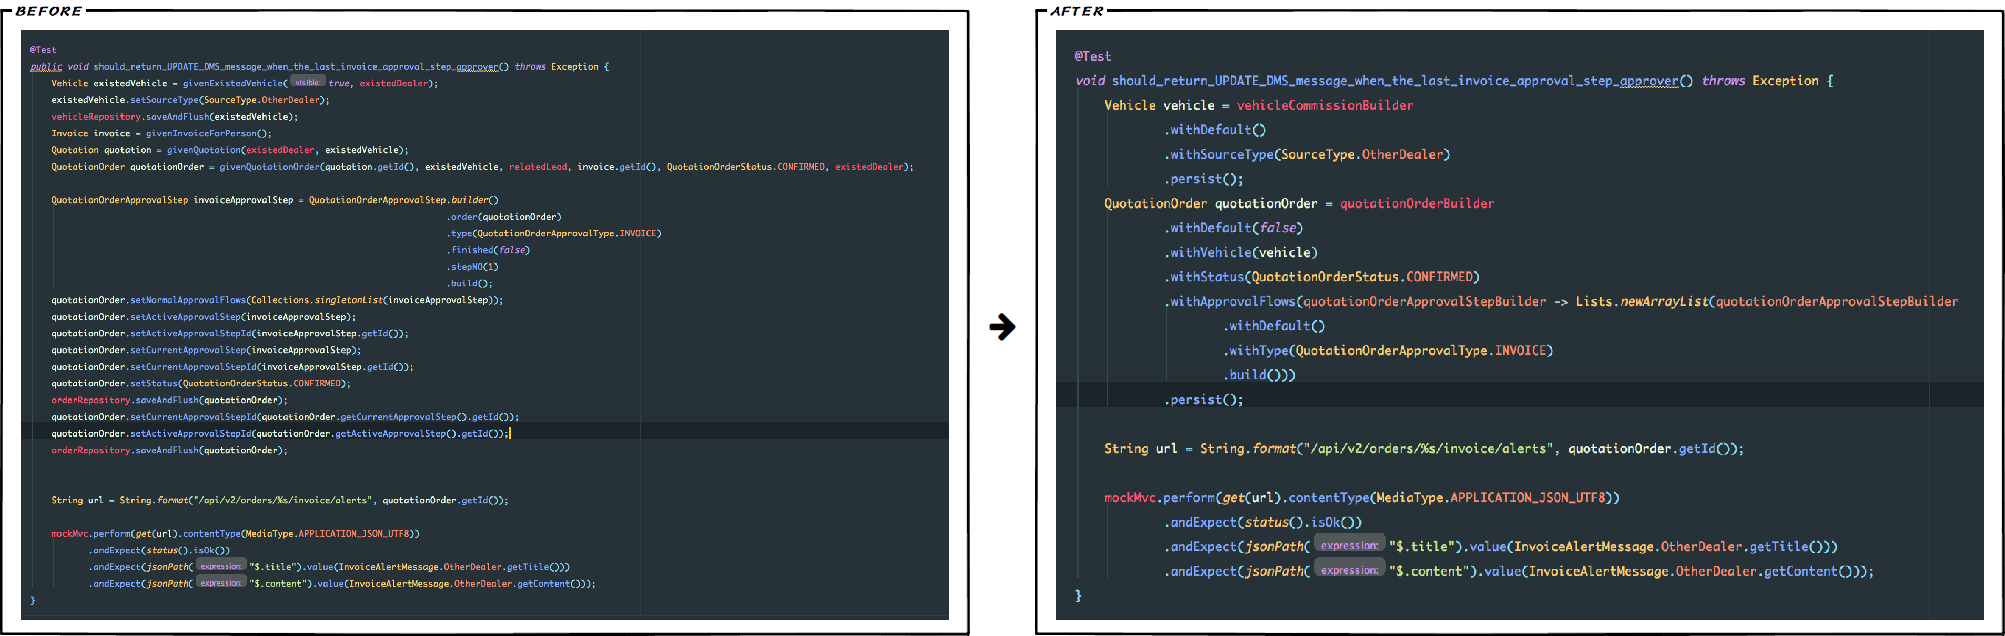 BEFORE
@Test
public void should_return_UPDATE_DMS_message_when_the_last_invoice_approval_step_approver() throws Exception {
Vehicle existedVehicle = givenExistedVehicle( visible: true, existedDealer);
existedVehicle.setSourceType(SourceType.OtherDealer);
vehicleRepository.saveAndFlush(existedVehicle);
Invoice invoice = givenInvoiceForPerson();
Quotation quotation = givenQuotation(existedDealer, existedVehicle);
QuotationOrder quotationOrder = givenQuotationOrder(quotation.getId(), existedVehicle, relatedLead, invoice.getId(), QuotationOrderStatus.CONFIRMED, existedDealer);
QuotationOrderApprovalStep invoiceApprovalStep = QuotationOrderApprovalStep.builder()
.order(quotationOrder)
.type(QuotationOrderApprovalType.INVOICE)
.finished(false)
.stepNO(1)
.build();
quotationOrder.setNormalApprovalFlows(Collections.singletonList(invoiceApprovalStep));
quotationOrder.setActiveApprovalStep(invoiceApprovalStep);
quotationOrder.setActiveApprovalStepId(invoiceApprovalStep.getId());
quotationOrder.setCurrentApprovalStep(invoiceApprovalStep);
quotationOrder.setCurrentApprovalStepId(invoiceApprovalStep.getId());
quotationOrder.setStatus(QuotationOrderStatus.CONFIRMED);
orderRepository.saveAndFlush(quotationOrder);
quotationOrder.setCurrentApprovalStepId(quotationOrder.getCurrentApprovalStep().getId());
quotationOrder.setActiveApprovalStepId(quotationOrder.getActiveApprovalStep().getId());
orderRepository.saveAndFlush(quotationOrder);
String url = String.format("/api/v2/orders/%s/invoice/alerts", quotationOrder.getId());
mockMvc.perform(get(url).contentType(MediaType.APPLICATION_JSON_UTF8))
.andExpect(status().isOk())
.andExpect(jsonPath( expression: "$.title").value(InvoiceAlertMessage.OtherDealer.getTitle()))
.andExpect(jsonPath( expression: "$.content").value(InvoiceAlertMessage.OtherDealer.getContent()));
}
AFTER
@Test
void should_return_UPDATE_DMS_message_when_the_last_invoice_approval_step_approver() throws Exception {
Vehicle vehicle = vehicleCommissionBuilder
.withDefault()
.withSourceType(SourceType.OtherDealer)
.persist();
QuotationOrder quotationOrder = quotationOrderBuilder
.withDefault(false)
.withVehicle(vehicle)
.withStatus(QuotationOrderStatus.CONFIRMED)
.withApprovalFlows(quotationOrderApprovalStepBuilder -> Lists.newArrayList(quotationOrderApprovalStepBuilder
.withDefault()
.withType(QuotationOrderApprovalType.INVOICE)
.build()))
.persist();
String url = String.format("/api/v2/orders/%s/invoice/alerts", quotationOrder.getId());
mockMvc.perform(get(url).contentType(MediaType.APPLICATION_JSON_UTF8))
.andExpect(status().isOk())
.andExpect(jsonPath( expression: "$.title").value(InvoiceAlertMessage.OtherDealer.getTitle()))
.andExpect(jsonPath( expression: "$.content").value(InvoiceAlertMessage.OtherDealer.getContent()));
}